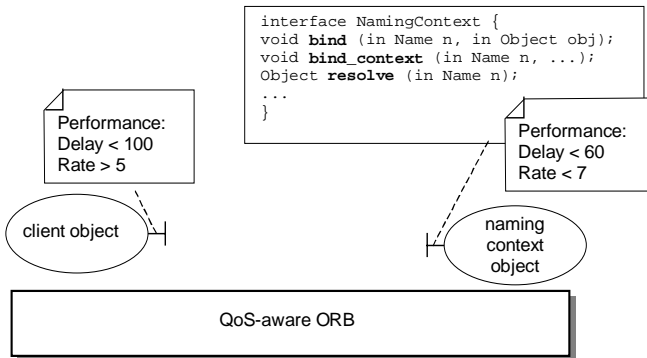 interface NamingContext {
void bind (in Name n, in Object obj);
void bind_context (in Name n, ...);
Object resolve (in Name n);
...
}
Performance:
Delay < 100
Rate > 5
Performance:
Delay < 60
Rate < 7
client object
naming
context
object
QoS-aware ORB